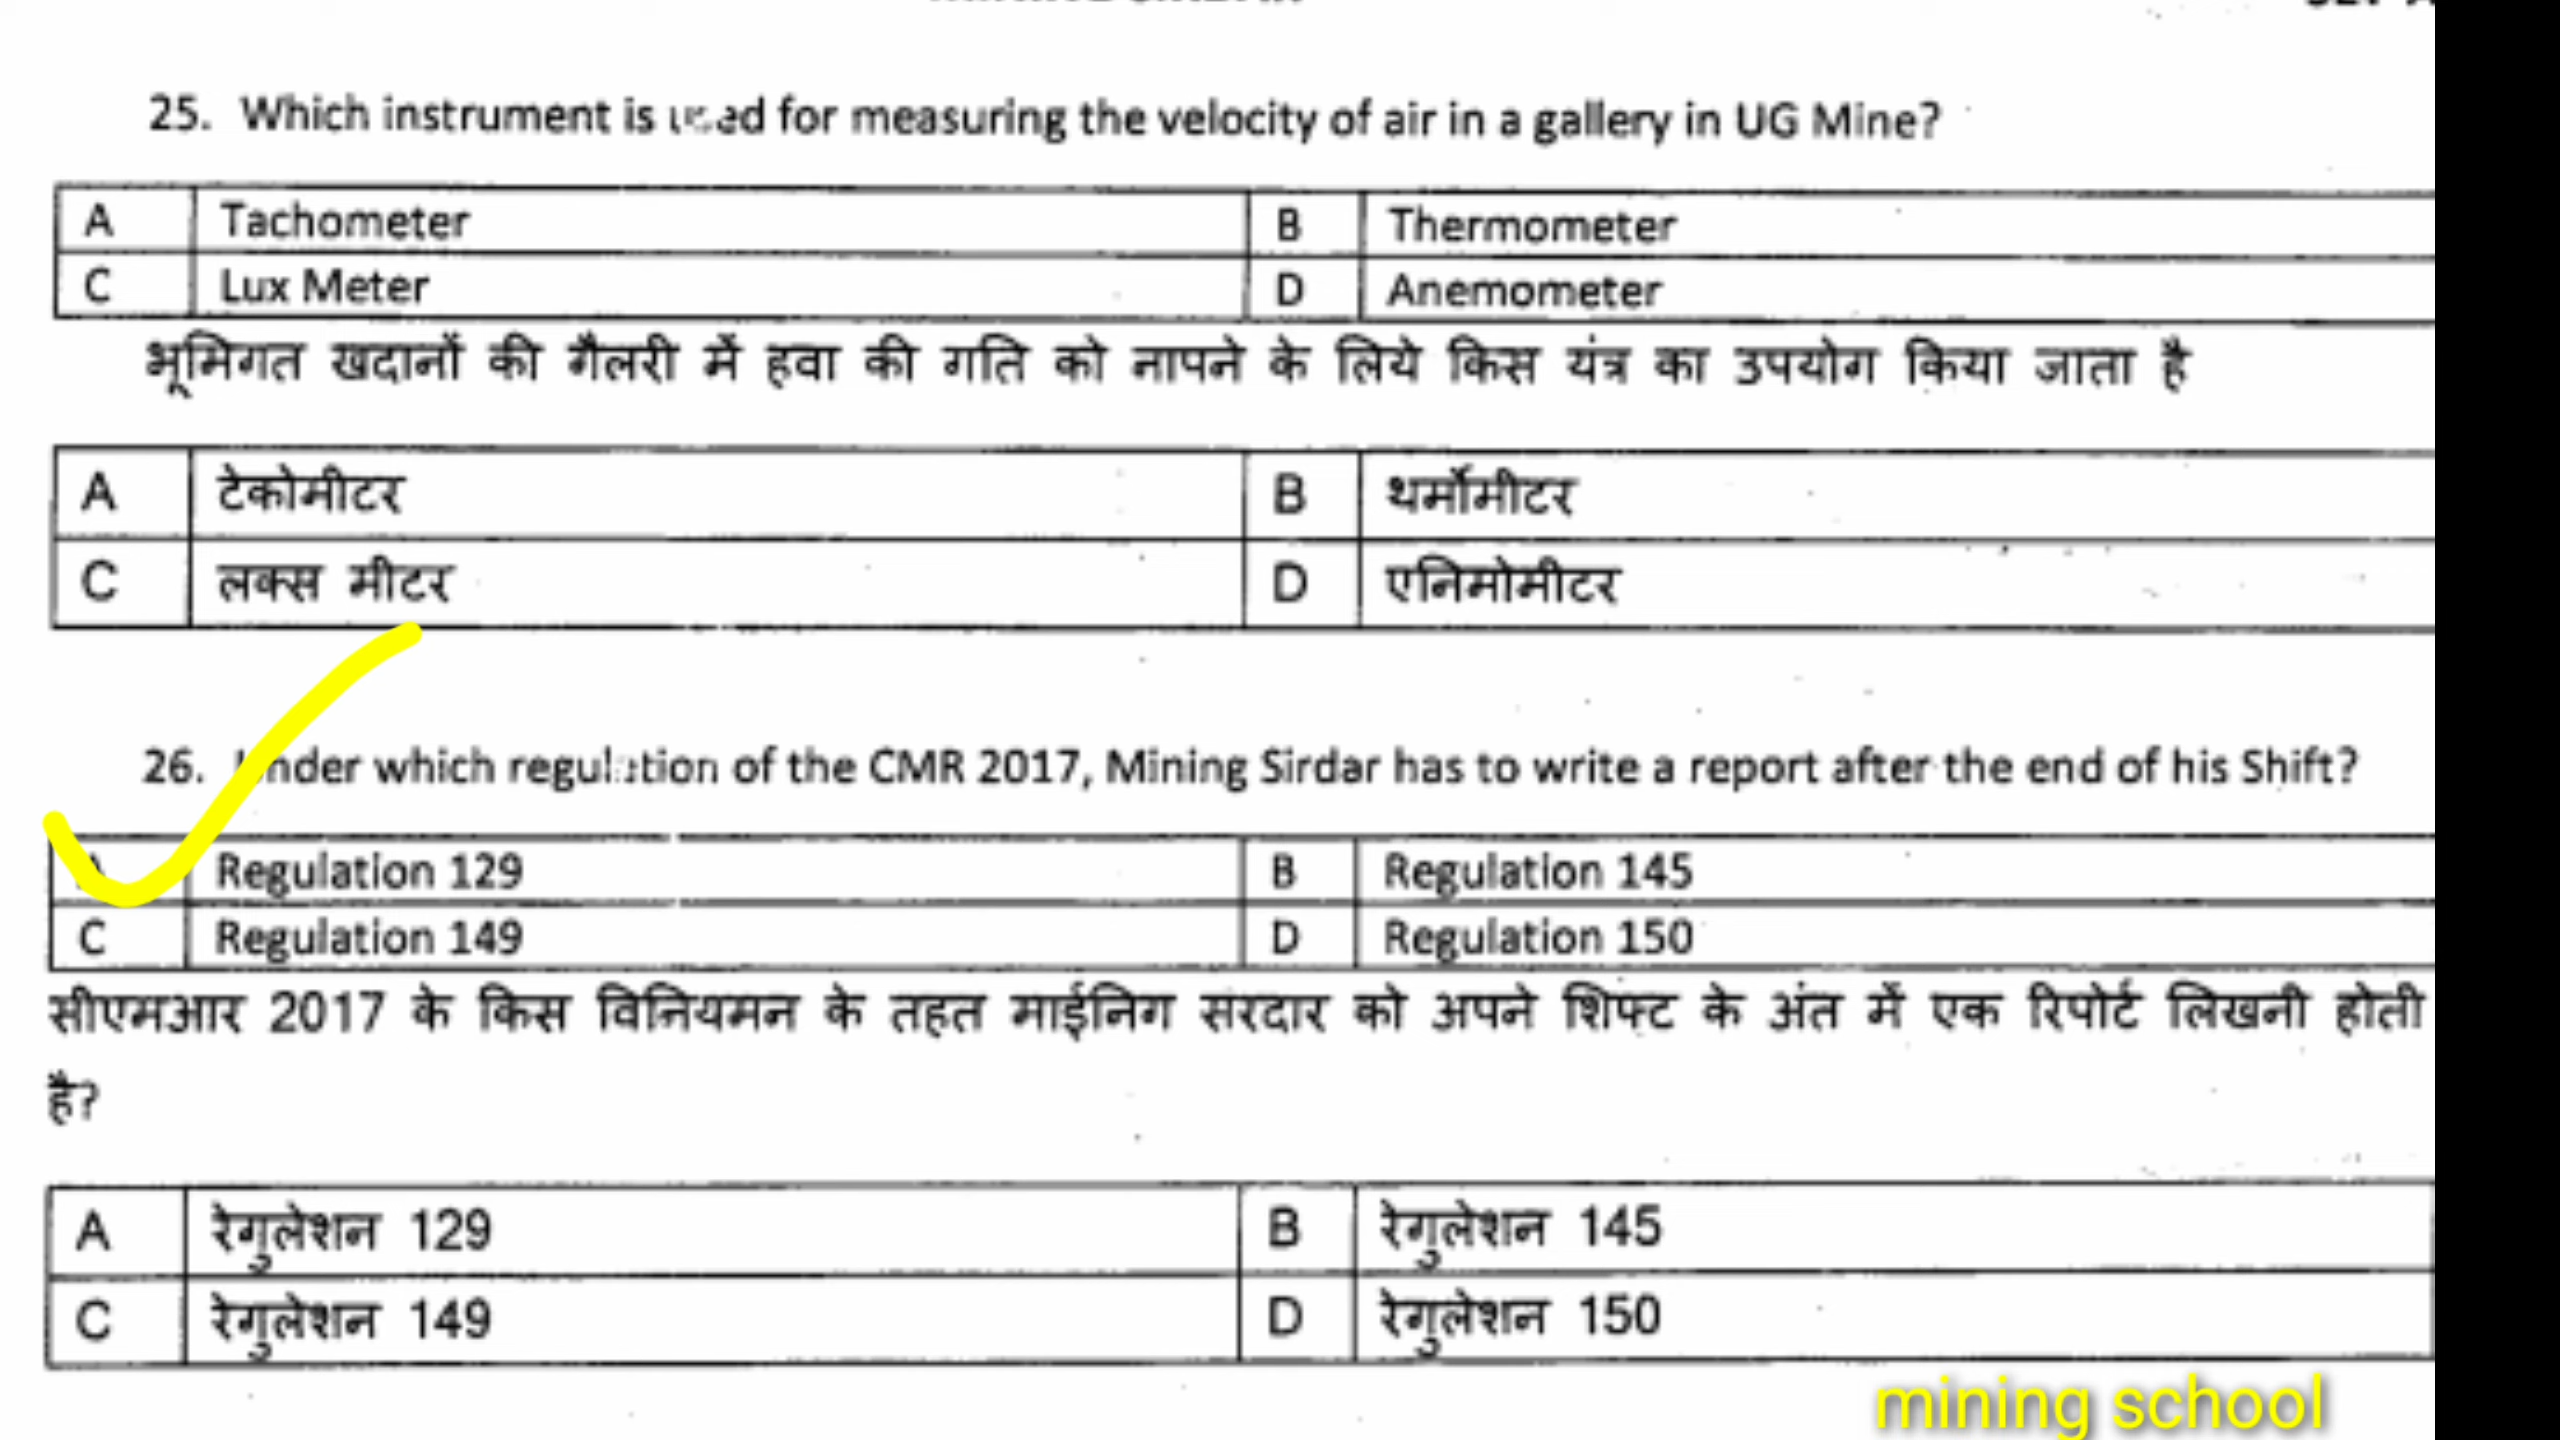 25. Which instrument is used for measuring the velocity of air in a gallery in UG Mine?
A Tachometer B Thermometer
C Lux Meter D Anemometer
भूमिगत खदानों की गैलरी में हवा की गति को नापने के लिये किस यंत्र का उपयोग किया जाता है
A टेकोमीटर B थर्मोमीटर
C लक्स मीटर D एनिमोमीटर
26. Under which regulation of the CMR 2017, Mining Sirdar has to write a report after the end of his Shift?
A Regulation 129 B Regulation 145
C Regulation 149 D Regulation 150
सीएमआर 2017 के किस विनियमन के तहत माईनिग सरदार को अपने शिफ्ट के अंत में एक रिपोर्ट लिखनी होती
है?
A रेगुलेशन 129 B रेगुलेशन 145
C रेगुलेशन 149 D रेगुलेशन 150
mining school